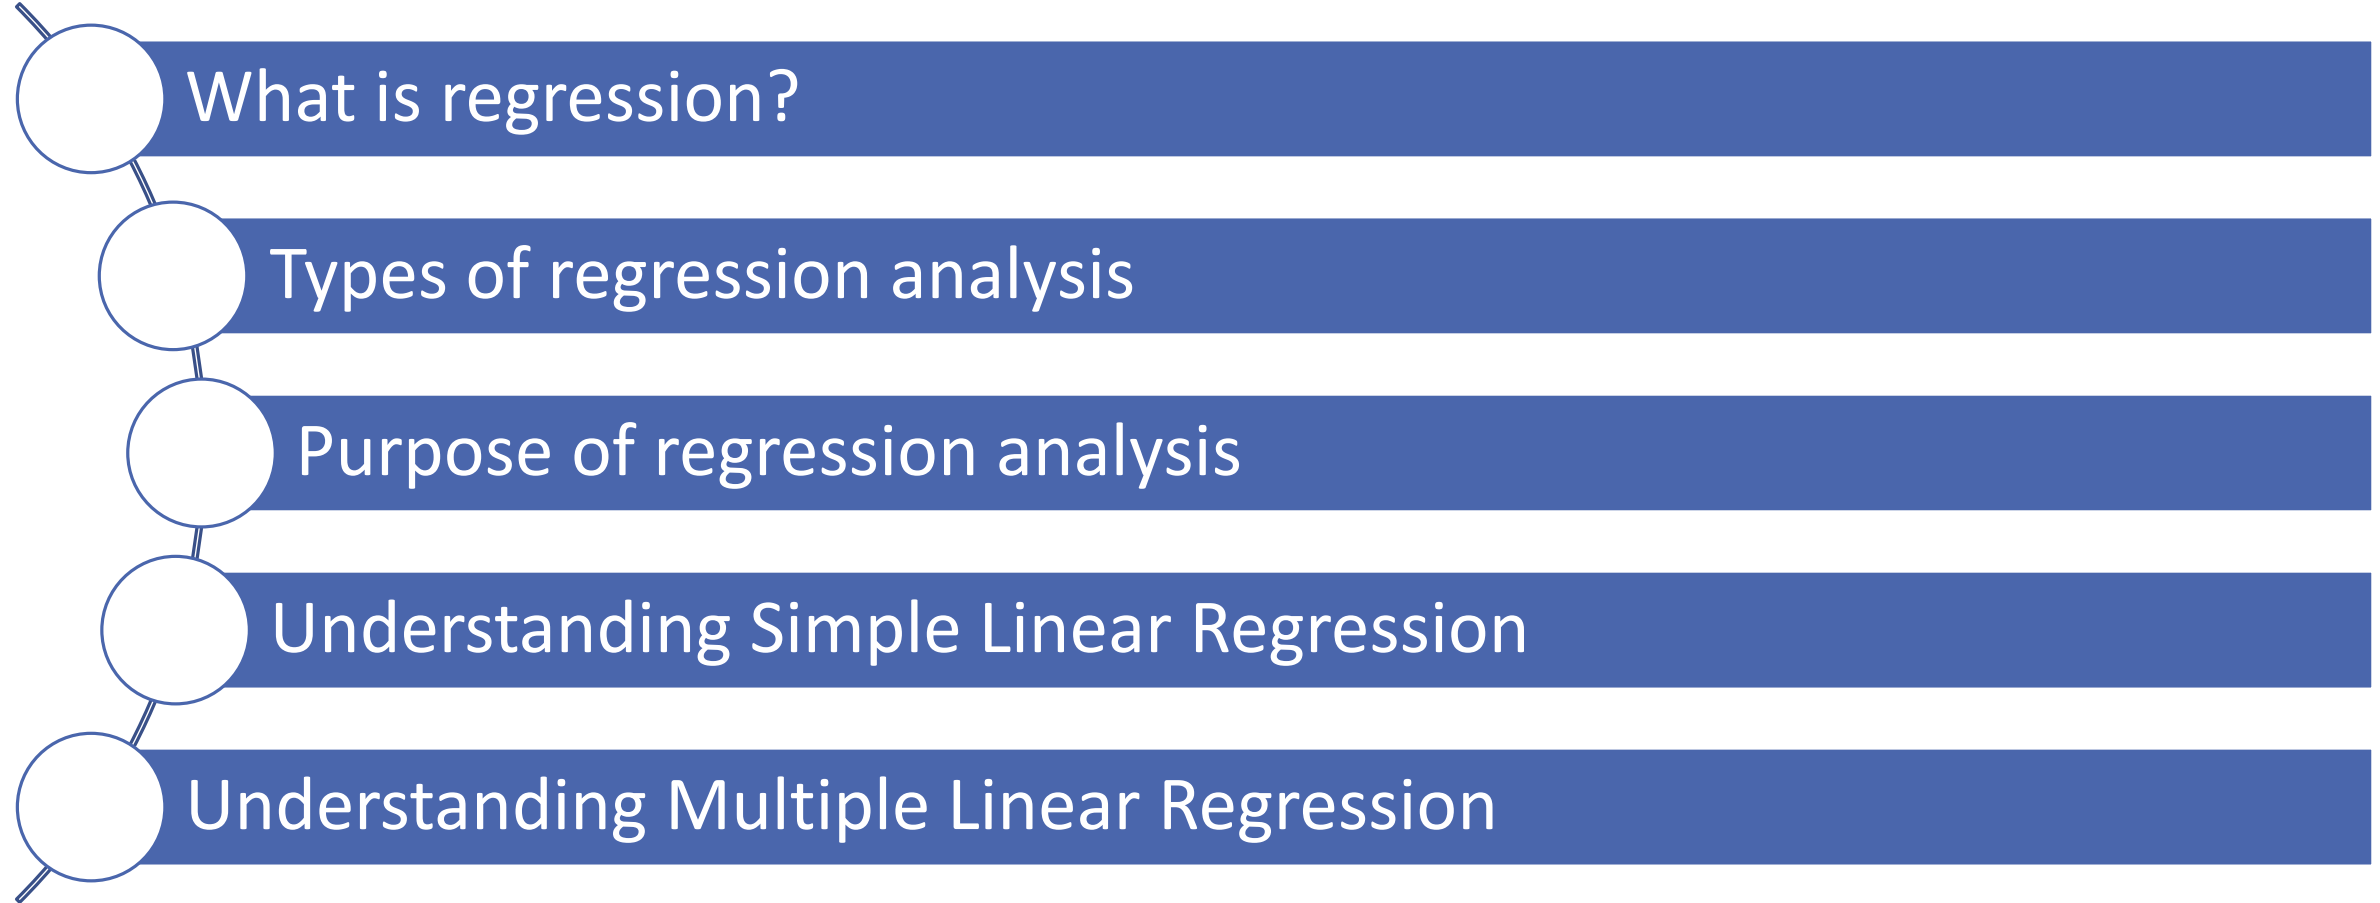 What is regression?
Types of regression analysis
Purpose of regression analysis
Understanding Simple Linear Regression
Understanding Multiple Linear Regression